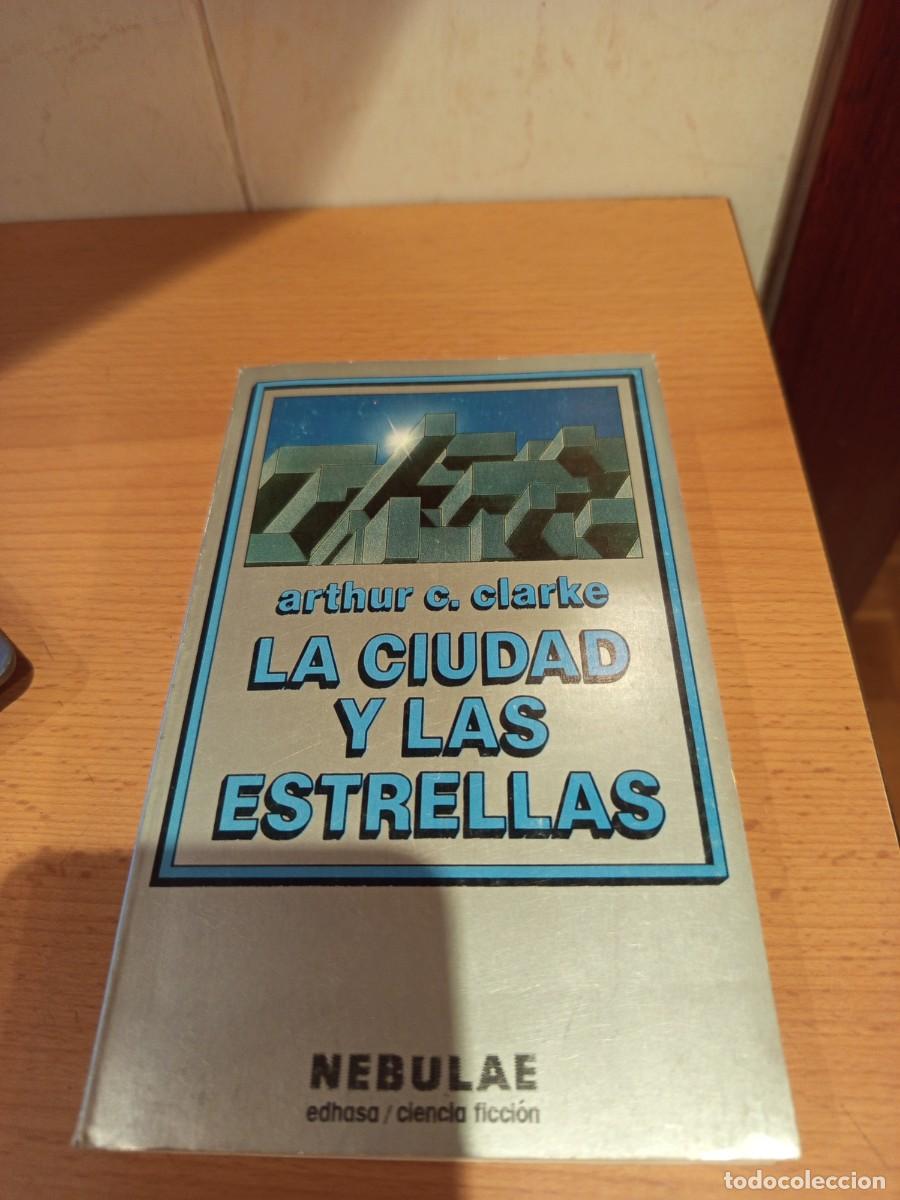 arthur c. clarke
LA CIUDAD
Y LAS
ESTRELLAS
NEBULAE
edhasa / ciencia ficción
todocoleccion